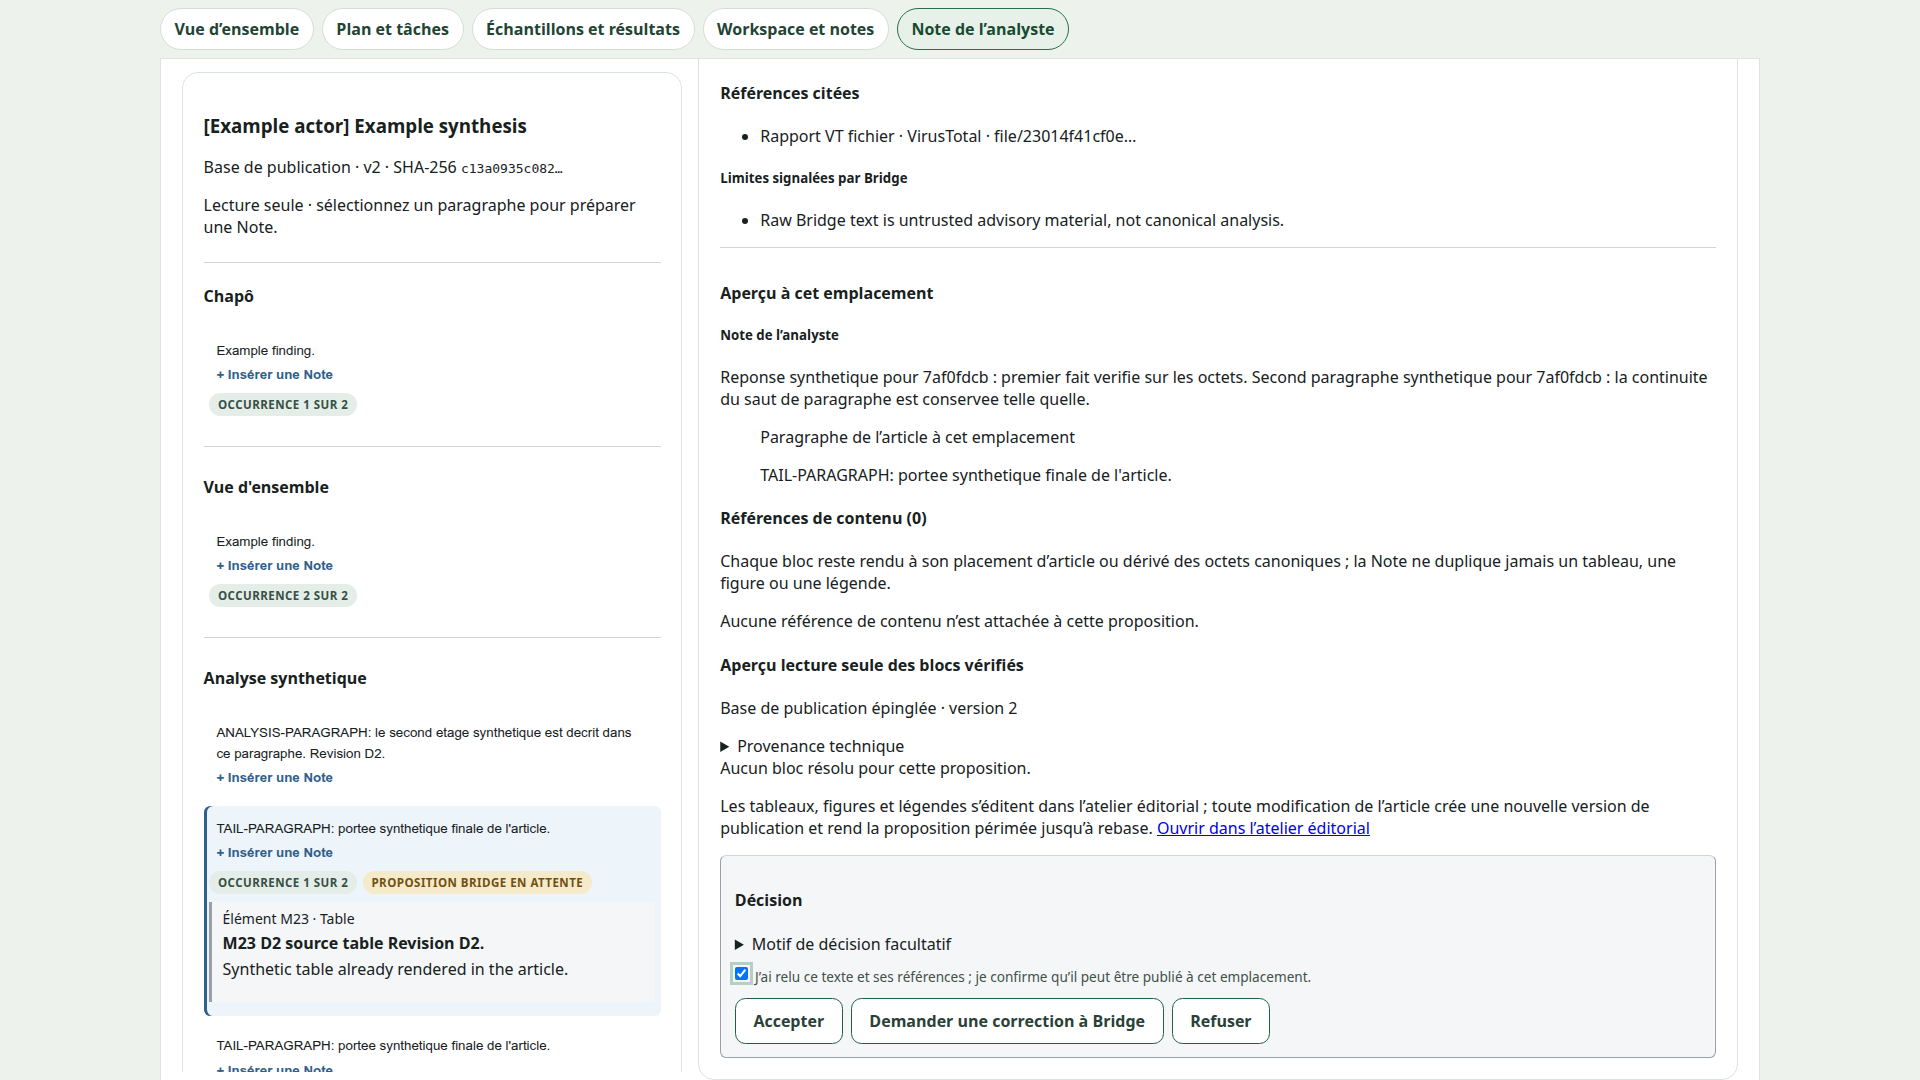 Vue d’ensemble
Plan et tâches
Échantillons et résultats
Workspace et notes
Note de l’analyste
[Example actor] Example synthesis
Base de publication · v2 · SHA-256 c13a0935c082…
Lecture seule · sélectionnez un paragraphe pour préparer
une Note.
Chapô
Example finding.
+ Insérer une Note
OCCURRENCE 1 SUR 2
Vue d'ensemble
Example finding.
+ Insérer une Note
OCCURRENCE 2 SUR 2
Analyse synthetique
ANALYSIS-PARAGRAPH: le second etage synthetique est decrit dans
ce paragraphe. Revision D2.
+ Insérer une Note
TAIL-PARAGRAPH: portee synthetique finale de l'article.
+ Insérer une Note
OCCURRENCE 1 SUR 2
PROPOSITION BRIDGE EN ATTENTE
Élément M23 · Table
M23 D2 source table Revision D2.
Synthetic table already rendered in the article.
TAIL-PARAGRAPH: portee synthetique finale de l'article.
+ Insérer une Note
Références citées
Rapport VT fichier · VirusTotal · file/23014f41cf0e…
Limites signalées par Bridge
Raw Bridge text is untrusted advisory material, not canonical analysis.
Aperçu à cet emplacement
Note de l’analyste
Reponse synthetique pour 7af0fdcb : premier fait verifie sur les octets. Second paragraphe synthetique pour 7af0fdcb : la continuite
du saut de paragraphe est conservee telle quelle.
Paragraphe de l’article à cet emplacement
TAIL-PARAGRAPH: portee synthetique finale de l'article.
Références de contenu (0)
Chaque bloc reste rendu à son placement d’article ou dérivé des octets canoniques ; la Note ne duplique jamais un tableau, une
figure ou une légende.
Aucune référence de contenu n’est attachée à cette proposition.
Aperçu lecture seule des blocs vérifiés
Base de publication épinglée · version 2
Provenance technique
Aucun bloc résolu pour cette proposition.
Les tableaux, figures et légendes s’éditent dans l’atelier éditorial ; toute modification de l’article crée une nouvelle version de
publication et rend la proposition périmée jusqu’à rebase. Ouvrir dans l’atelier éditorial
Décision
Motif de décision facultatif
J’ai relu ce texte et ses références ; je confirme qu’il peut être publié à cet emplacement.
Accepter
Demander une correction à Bridge
Refuser